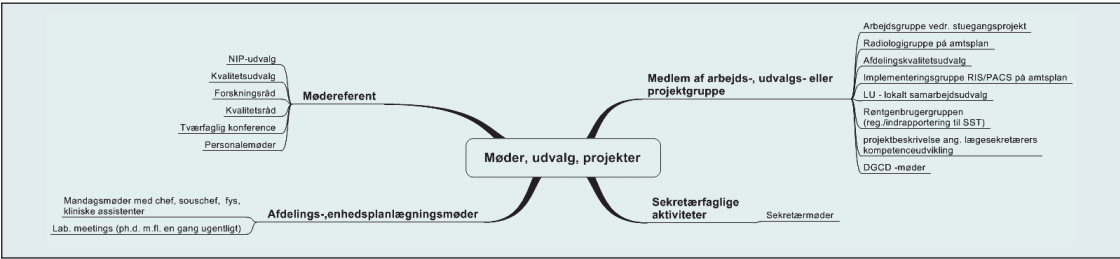 Møder, udvalg, projekter
Mødereferent
NIP-udvalg
Kvalitetsudvalg
Forskningsråd
Kvalitetsråd
Tværfaglig konference
Personalemøder
Afdelings-,enhedsplanlægningsmøder
Mandagsmøder med chef, souschef, fys,
kliniske assistenter
Lab. meetings (ph.d. m.fl. en gang ugentligt)
Medlem af arbejds-, udvalgs- eller
projektgruppe
Arbejdsgruppe vedr. stuegangsprojekt
Radiologigruppe på amtsplan
Afdelingskvalitetsudvalg
Implementeringsgruppe RIS/PACS på amtsplan
LU - lokalt samarbejdsudvalg
Røntgenbrugergruppen
(reg./indrapportering til SST)
projektbeskrivelse ang. lægesekretærers
kompetenceudvikling
DGCD -møder
Sekretærfaglige
aktiviteter
Sekretærmøder